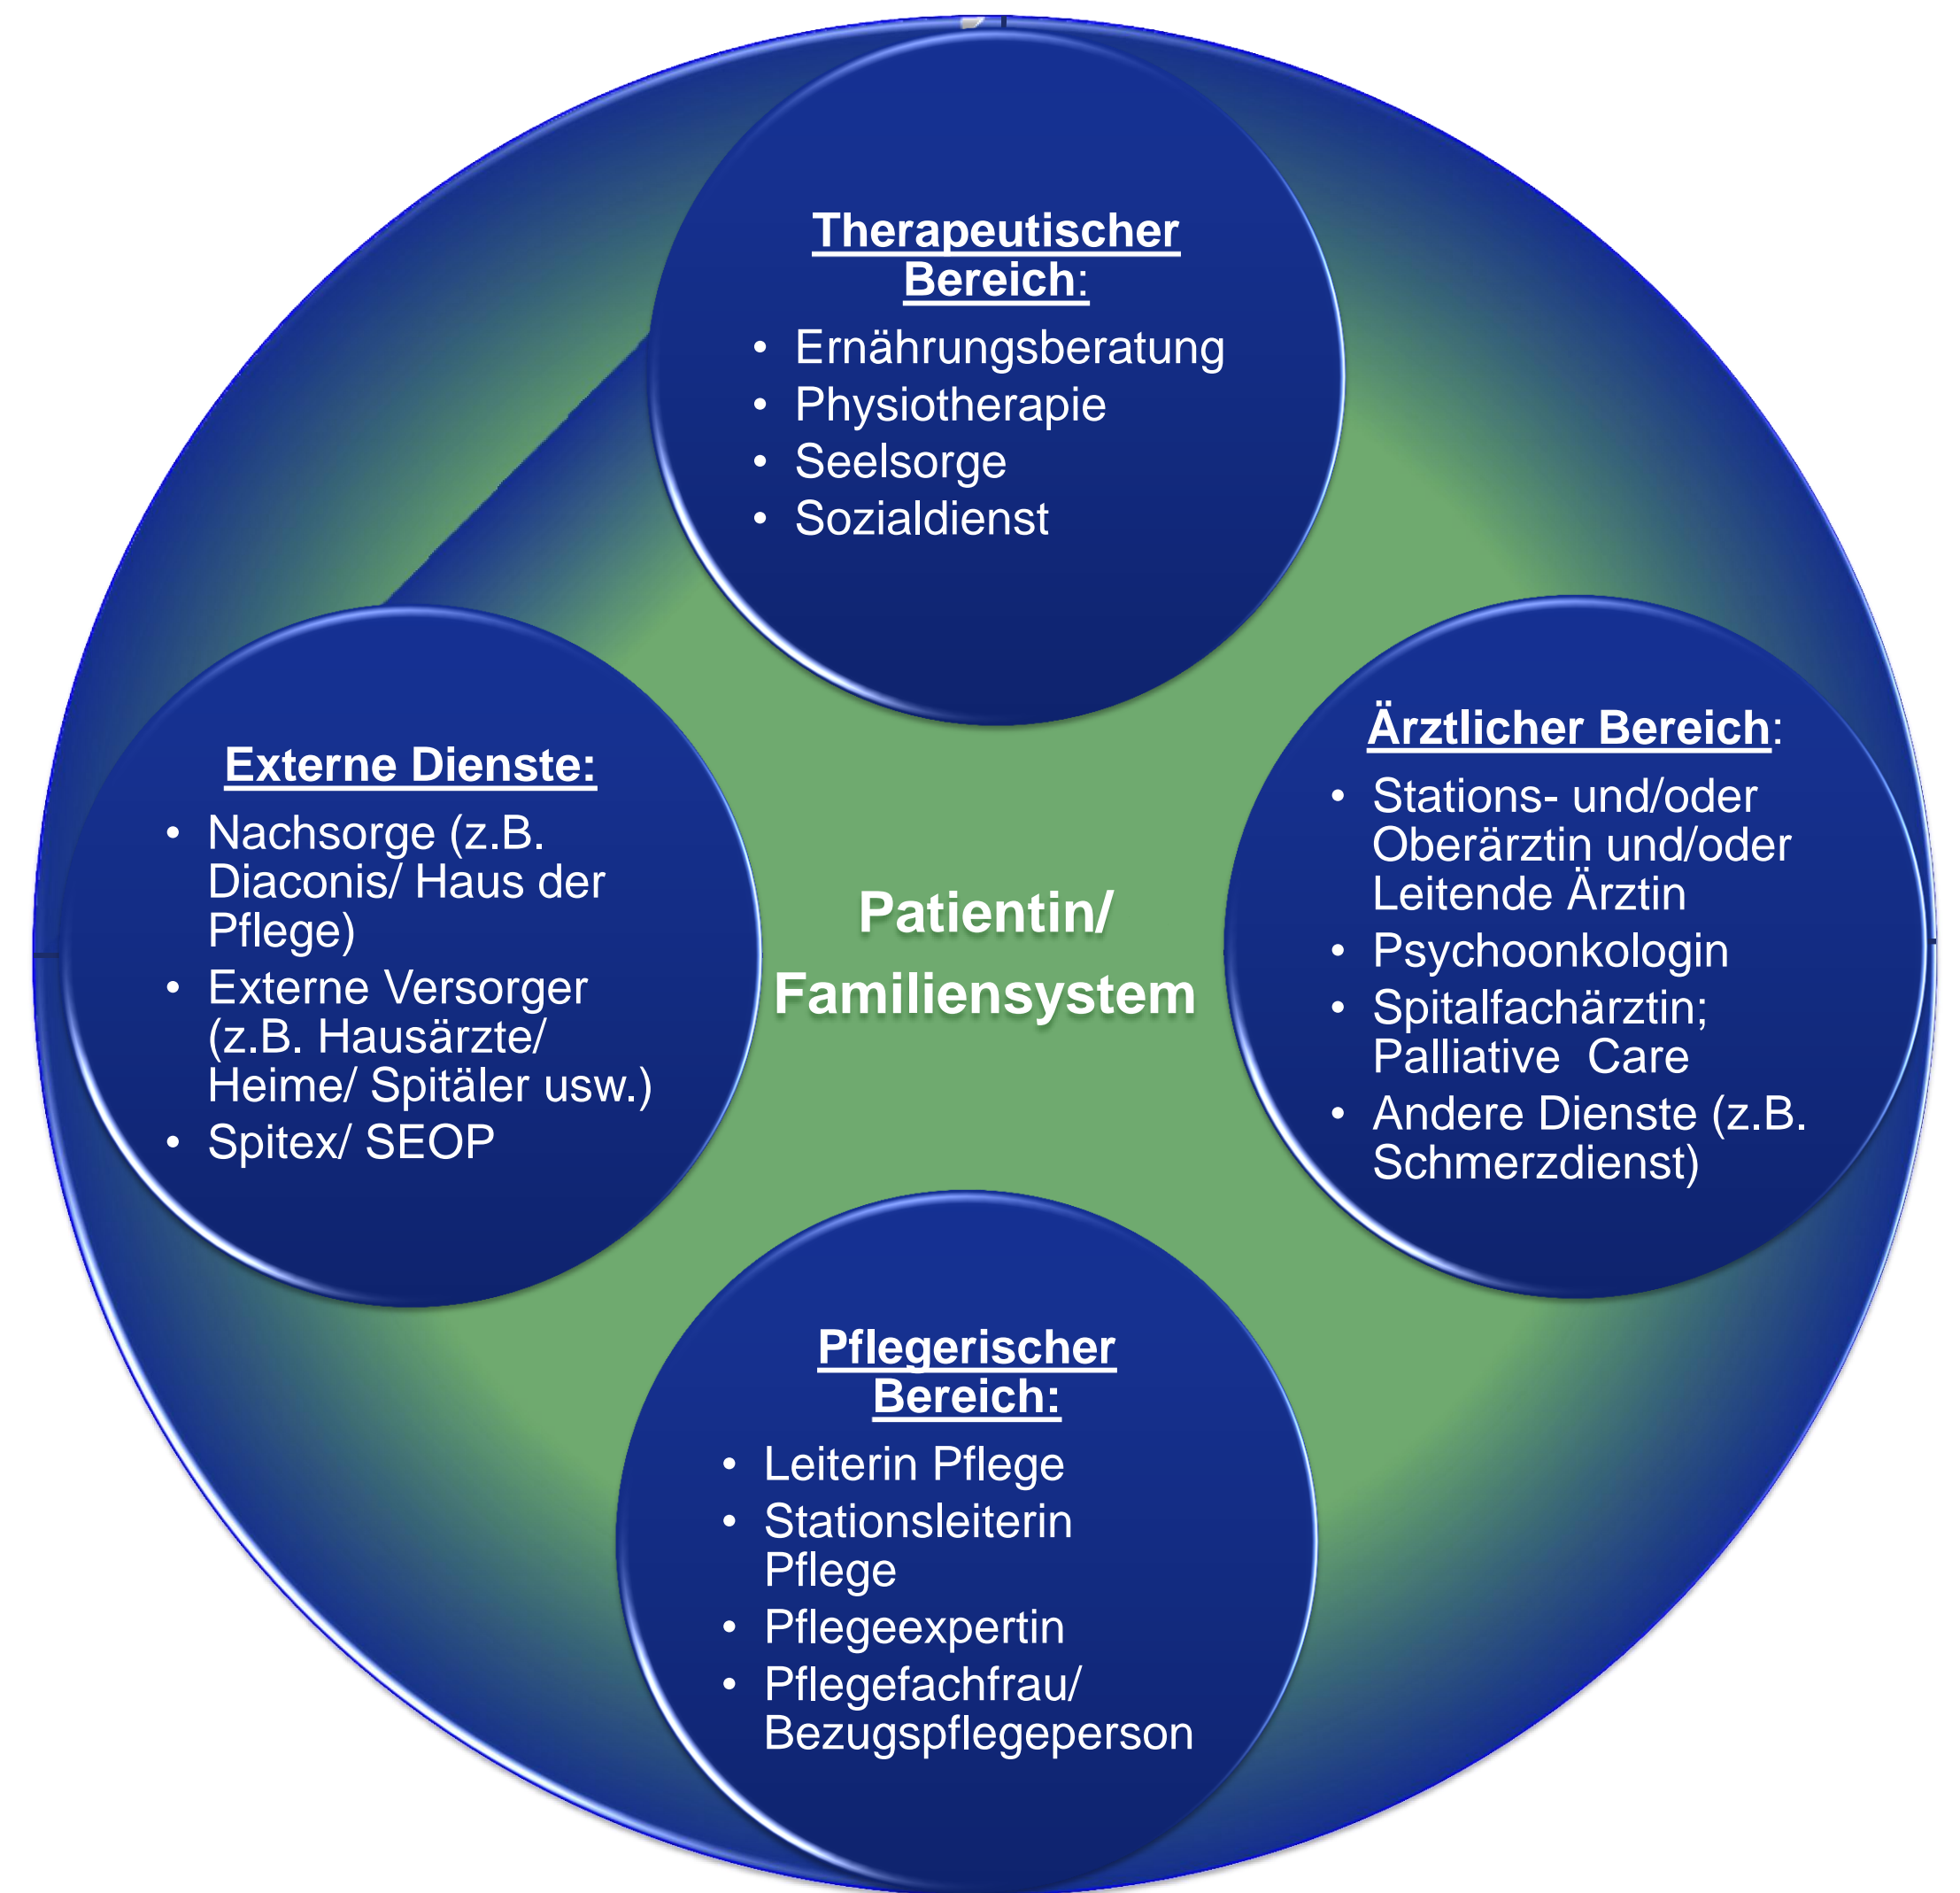 Therapeutischer
Bereich:
• Ernährungsberatung
• Physiotherapie
• Seelsorge
• Sozialdienst
Externe Dienste:
• Nachsorge (z.B.
Diaconis/ Haus der
Pflege)
• Externe Versorger
(z.B. Hausärzte/
Heime/ Spitäler usw.)
• Spitex/ SEOP
Patientin/
Familiensystem
Ärztlicher Bereich:
• Stations- und/oder
Oberärztin und/oder
Leitende Ärztin
• Psychoonkologin
• Spitalfachärztin;
Palliative  Care
• Andere Dienste (z.B.
Schmerzdienst)
Pflegerischer
Bereich:
• Leiterin Pflege
• Stationsleiterin
Pflege
• Pflegeexpertin
• Pflegefachfrau/
Bezugspflegeperson